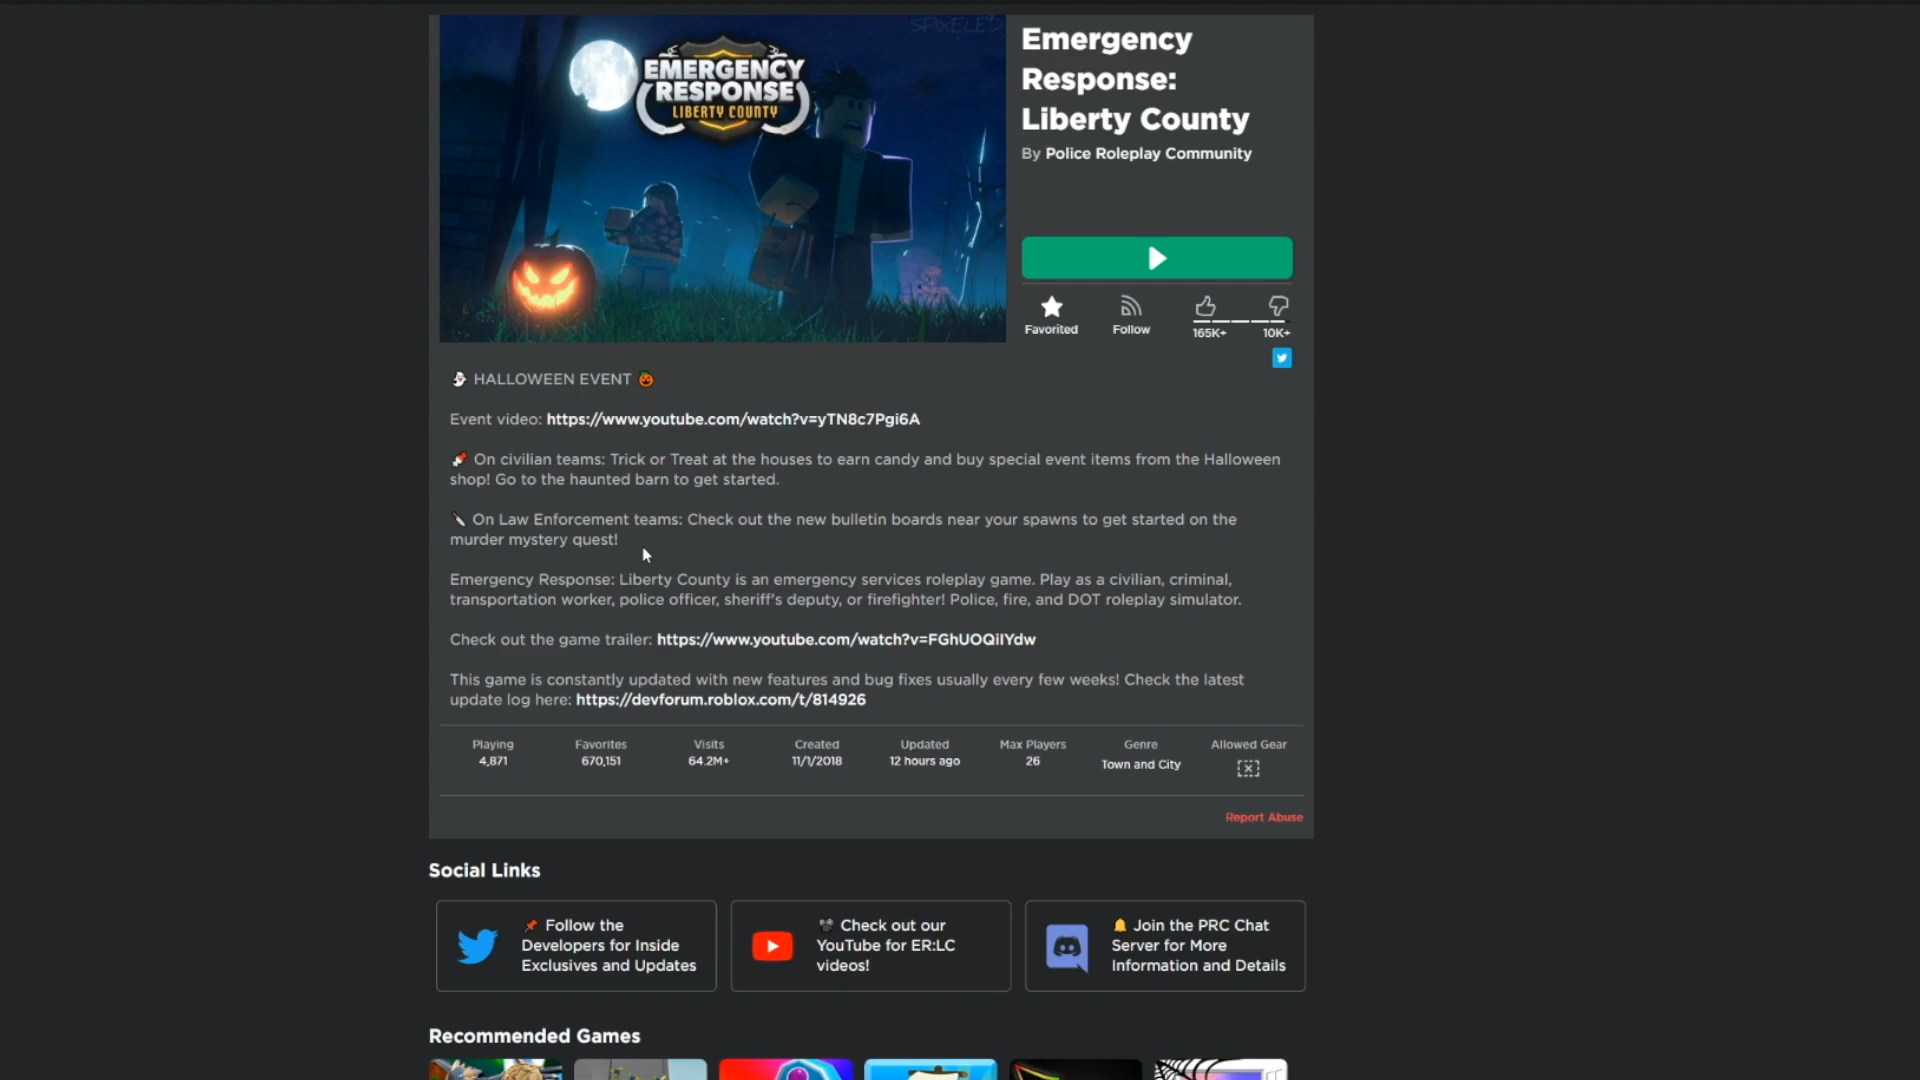 SPIXELED
EMERGENCY
RESPONSE
LIBERTY COUNTY
Emergency
Response:
Liberty County
By Police Roleplay Community
Favorited
Follow
165K+
10K+
👻 HALLOWEEN EVENT 🎃
Event video: https://www.youtube.com/watch?v=yTN8c7Pgi6A
🍬 On civilian teams: Trick or Treat at the houses to earn candy and buy special event items from the Halloween
shop! Go to the haunted barn to get started.
🔪 On Law Enforcement teams: Check out the new bulletin boards near your spawns to get started on the
murder mystery quest!
Emergency Response: Liberty County is an emergency services roleplay game. Play as a civilian, criminal,
transportation worker, police officer, sheriff's deputy, or firefighter! Police, fire, and DOT roleplay simulator.
Check out the game trailer: https://www.youtube.com/watch?v=FGhUOQiIYdw
This game is constantly updated with new features and bug fixes usually every few weeks! Check the latest
update log here: https://devforum.roblox.com/t/814926
Playing Favorites Visits Created Updated Max Players Genre Allowed Gear
4,871 670,151 64.2M+ 11/1/2018 12 hours ago 26 Town and City
Report Abuse
Social Links
📌 Follow the
Developers for Inside
Exclusives and Updates
📽 Check out our
YouTube for ER:LC
videos!
🔔 Join the PRC Chat
Server for More
Information and Details
Recommended Games